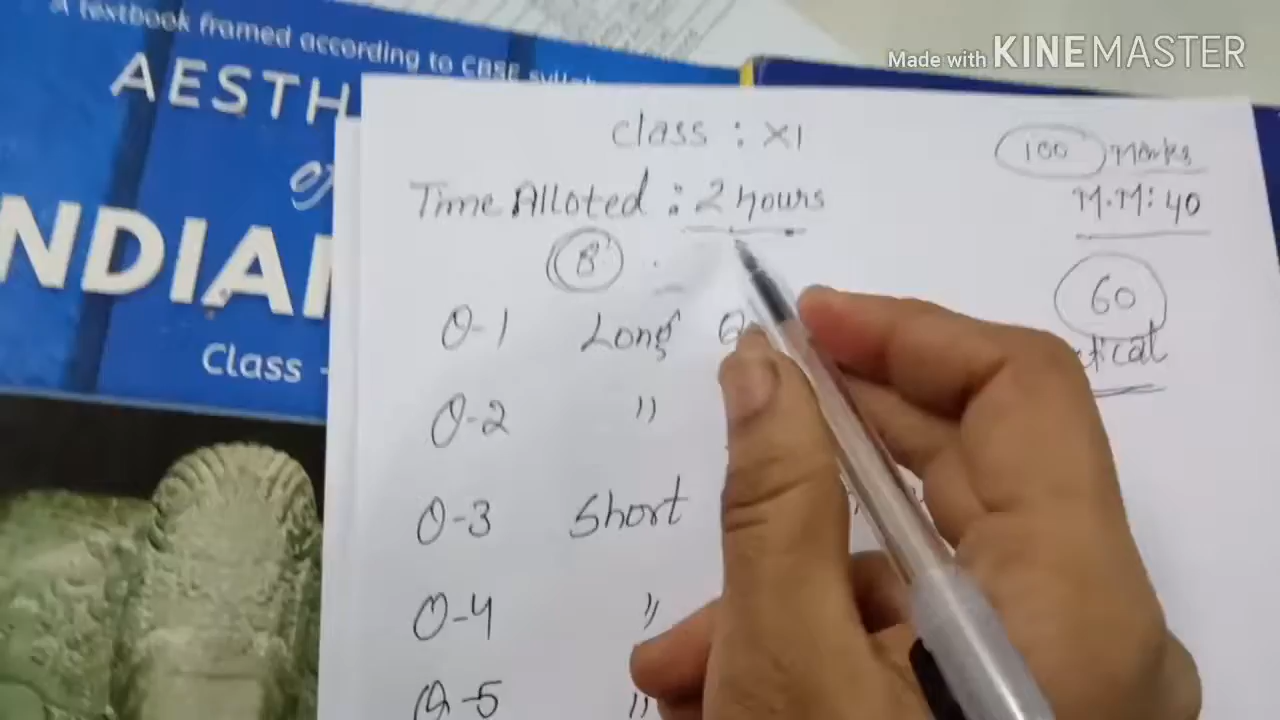 Made with KINEMASTER
A textbook framed according to CBSE
AESTH
of
NDIA
Class -
Class : XI
100 Marks
Time Alloted : 2 hours
M.M: 40
8
60
Q-1 Long Q
Q-2 "
Q-3 Short
Q-4 "
Q-5 "